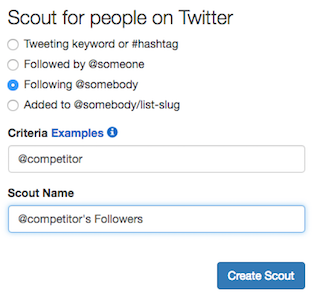 Scout for people on Twitter
Tweeting keyword or #hashtag
Followed by @someone
Following @somebody
Added to @somebody/list-slug
Criteria Examples
@competitor
Scout Name
@competitor's Followers
Create Scout